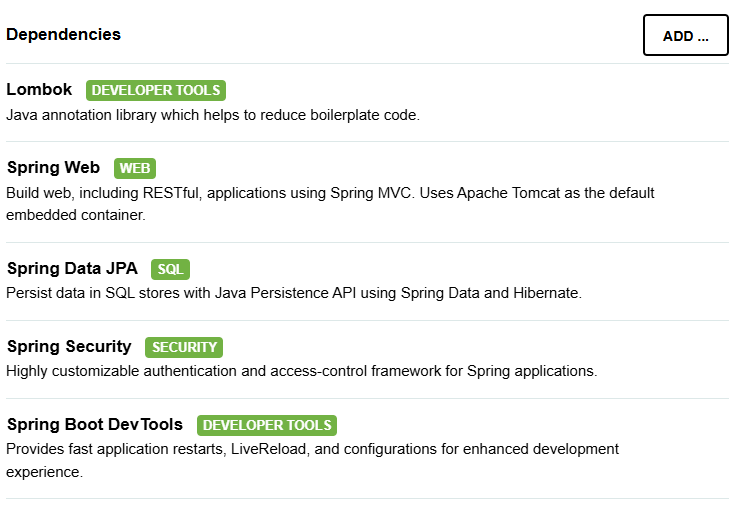 Dependencies
ADD ...
Lombok DEVELOPER TOOLS
Java annotation library which helps to reduce boilerplate code.
Spring Web WEB
Build web, including RESTful, applications using Spring MVC. Uses Apache Tomcat as the default
embedded container.
Spring Data JPA SQL
Persist data in SQL stores with Java Persistence API using Spring Data and Hibernate.
Spring Security SECURITY
Highly customizable authentication and access-control framework for Spring applications.
Spring Boot DevTools DEVELOPER TOOLS
Provides fast application restarts, LiveReload, and configurations for enhanced development
experience.